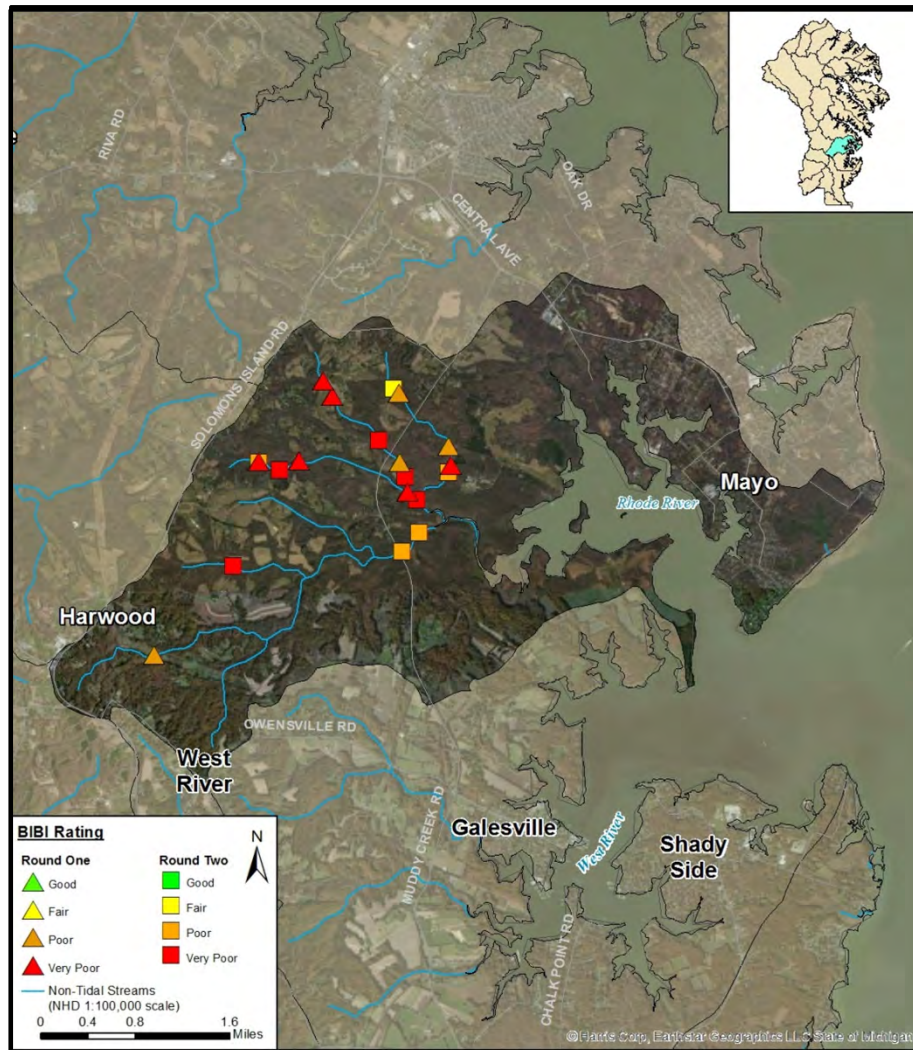 RIVA RD
OAK DR
CENTRAL AVE
SOLOMONS ISLAND RD
Rhode River
Mayo
Harwood
OWENSVILLE RD
West
River
MUDDY CREEK RD
Galesville
West River
Shady
Side
CHALK POINT RD
BIBI Rating
N
Round One
Round Two
Good
Good
Fair
Fair
Poor
Poor
Very Poor
Very Poor
Non-Tidal Streams
(NHD 1:100,000 scale)
0 0.4 0.8 1.6
Miles
© Harris Corp, Earthstar Geographics LLC State of Michigan